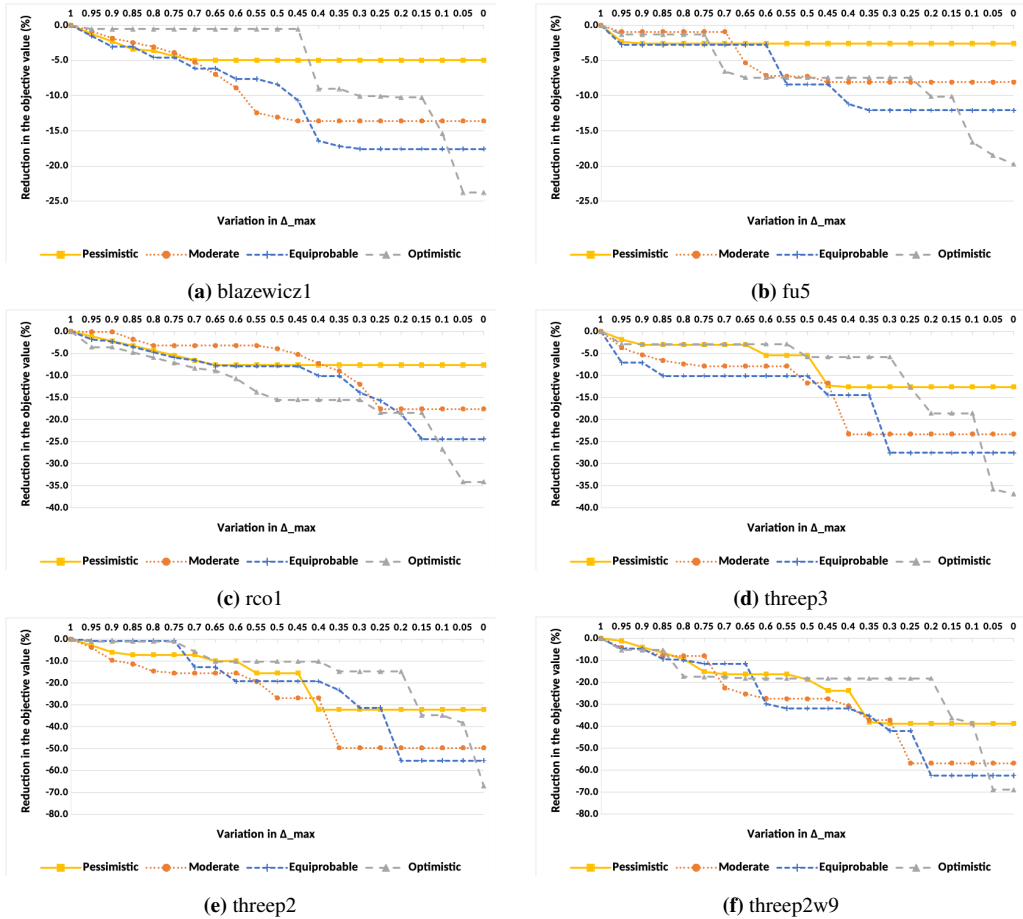 1 0.95 0.9 0.85 0.8 0.75 0.7 0.65 0.6 0.55 0.5 0.45 0.4 0.35 0.3 0.25 0.2 0.15 0.1 0.05 0
0.0
-5.0
-10.0
-15.0
-20.0
-25.0
Reduction in the objective value (%)
Variation in Δ_max
Pessimistic Moderate Equiprobable Optimistic
(a) blazewicz1
1 0.95 0.9 0.85 0.8 0.75 0.7 0.65 0.6 0.55 0.5 0.45 0.4 0.35 0.3 0.25 0.2 0.15 0.1 0.05 0
0.0
-5.0
-10.0
-15.0
-20.0
-25.0
Reduction in the objective value (%)
Variation in Δ_max
Pessimistic Moderate Equiprobable Optimistic
(b) fu5
1 0.95 0.9 0.85 0.8 0.75 0.7 0.65 0.6 0.55 0.5 0.45 0.4 0.35 0.3 0.25 0.2 0.15 0.1 0.05 0
0.0
-5.0
-10.0
-15.0
-20.0
-25.0
-30.0
-35.0
-40.0
Reduction in the objective value (%)
Variation in Δ_max
Pessimistic Moderate Equiprobable Optimistic
(c) rco1
1 0.95 0.9 0.85 0.8 0.75 0.7 0.65 0.6 0.55 0.5 0.45 0.4 0.35 0.3 0.25 0.2 0.15 0.1 0.05 0
0.0
-5.0
-10.0
-15.0
-20.0
-25.0
-30.0
-35.0
-40.0
Reduction in the objective value (%)
Variation in Δ_max
Pessimistic Moderate Equiprobable Optimistic
(d) threep3
1 0.95 0.9 0.85 0.8 0.75 0.7 0.65 0.6 0.55 0.5 0.45 0.4 0.35 0.3 0.25 0.2 0.15 0.1 0.05 0
0.0
-10.0
-20.0
-30.0
-40.0
-50.0
-60.0
-70.0
-80.0
Reduction in the objective value (%)
Variation in Δ_max
Pessimistic Moderate Equiprobable Optimistic
(e) threep2
1 0.95 0.9 0.85 0.8 0.75 0.7 0.65 0.6 0.55 0.5 0.45 0.4 0.35 0.3 0.25 0.2 0.15 0.1 0.05 0
0.0
-10.0
-20.0
-30.0
-40.0
-50.0
-60.0
-70.0
-80.0
Reduction in the objective value (%)
Variation in Δ_max
Pessimistic Moderate Equiprobable Optimistic
(f) threep2w9